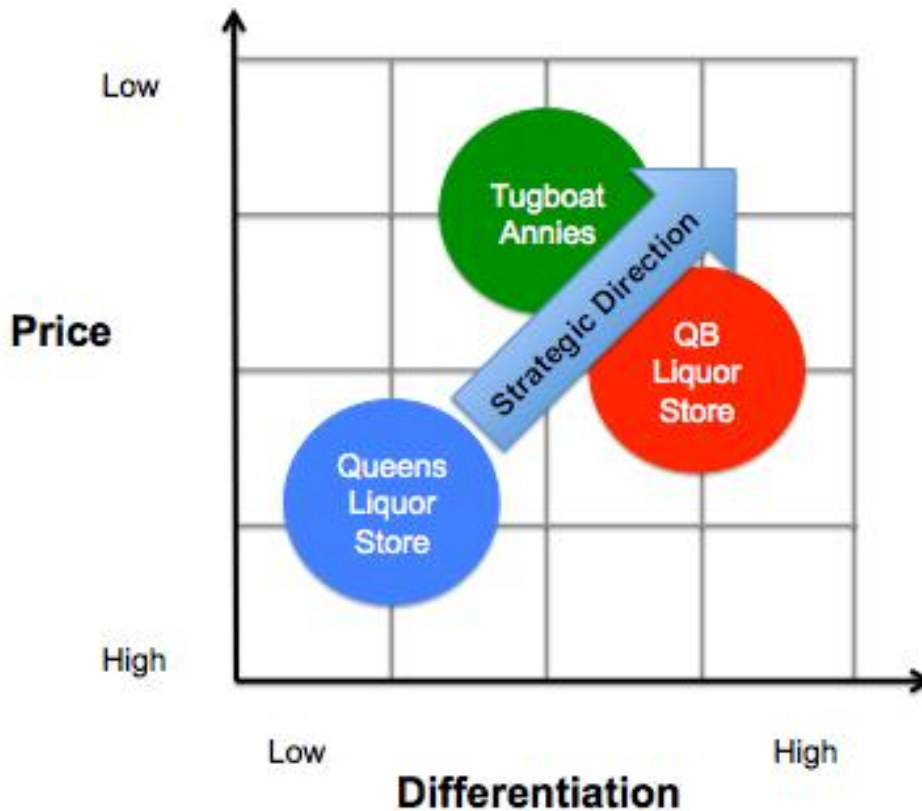 Low
Tugboat
Annies
Strategic Direction
Price
QB
Liquor
Store
Queens
Liquor
Store
High
Low
High
Differentiation